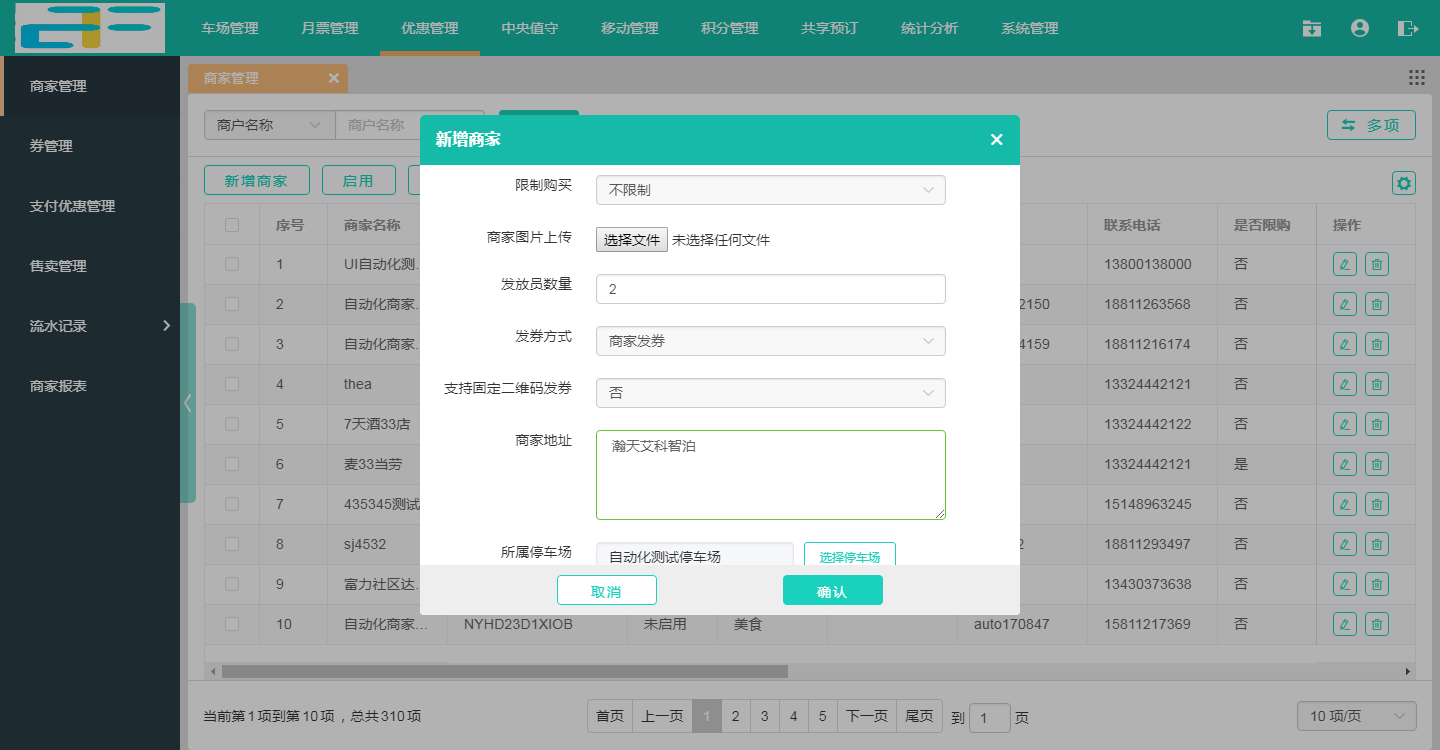 车场管理 月票管理 优惠管理 中央值守 移动管理 积分管理 共享预订 统计分析 系统管理
商家管理
券管理
支付优惠管理
售卖管理
流水记录
商家报表
商家管理
商户名称 商户名称 多项
新增商家 启用
序号 商家名称 联系电话 是否限购 操作
1 UI自动化测... 13800138000 否
2 自动化商家... 2150 18811263568 否
3 自动化商家... 4159 18811216174 否
4 thea 13324442121 否
5 7天酒33店 13324442122 否
6 麦33当劳 13324442121 是
7 435345测试 15148963245 否
8 sj4532 2 18811293497 否
9 富力社区达... 13430373638 否
10 自动化商家... NYHD23D1XIOB 未启用 美食 auto170847 15811217369 否
新增商家
限制购买 不限制
商家图片上传 选择文件 未选择任何文件
发放员数量 2
发券方式 商家发券
支持固定二维码发券 否
商家地址 瀚天艾科智泊
所属停车场 自动化测试停车场 选择停车场
取消 确认
当前第1项到第10项，总共310项 首页 上一页 1 2 3 4 5 下一页 尾页 到 1 页 10 项/页